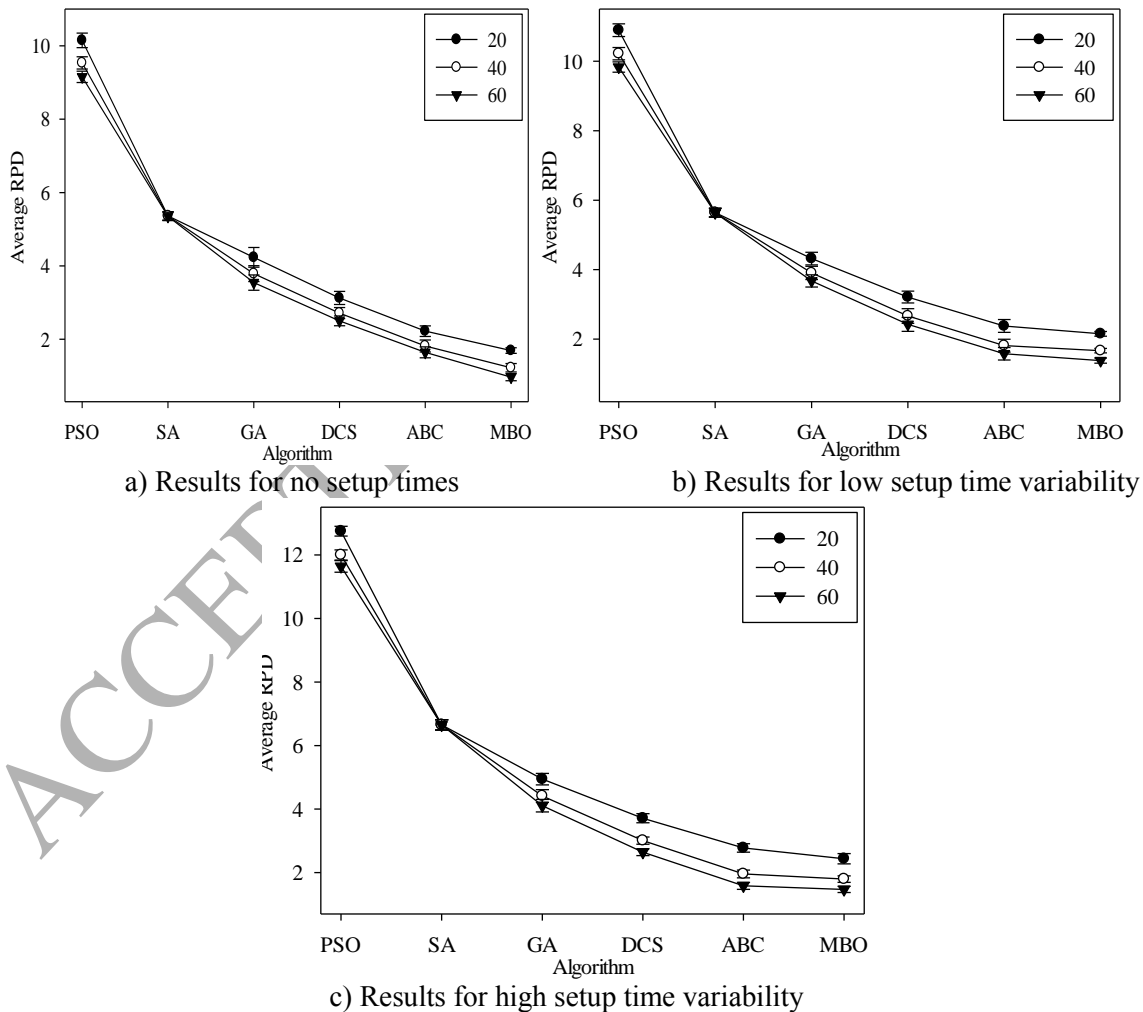 10
8
6
4
2
Average RPD
20
40
60
PSO SA GA DCS ABC MBO
Algorithm
a) Results for no setup times
10
8
6
4
2
Average RPD
20
40
60
PSO SA GA DCS ABC MBO
Algorithm
b) Results for low setup time variability
12
10
8
6
4
2
Average RPD
20
40
60
PSO SA GA DCS ABC MBO
Algorithm
c) Results for high setup time variability